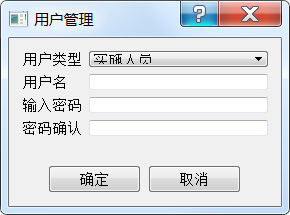 用户管理
用户类型 实施人员
用户名
输入密码
密码确认
确定 取消